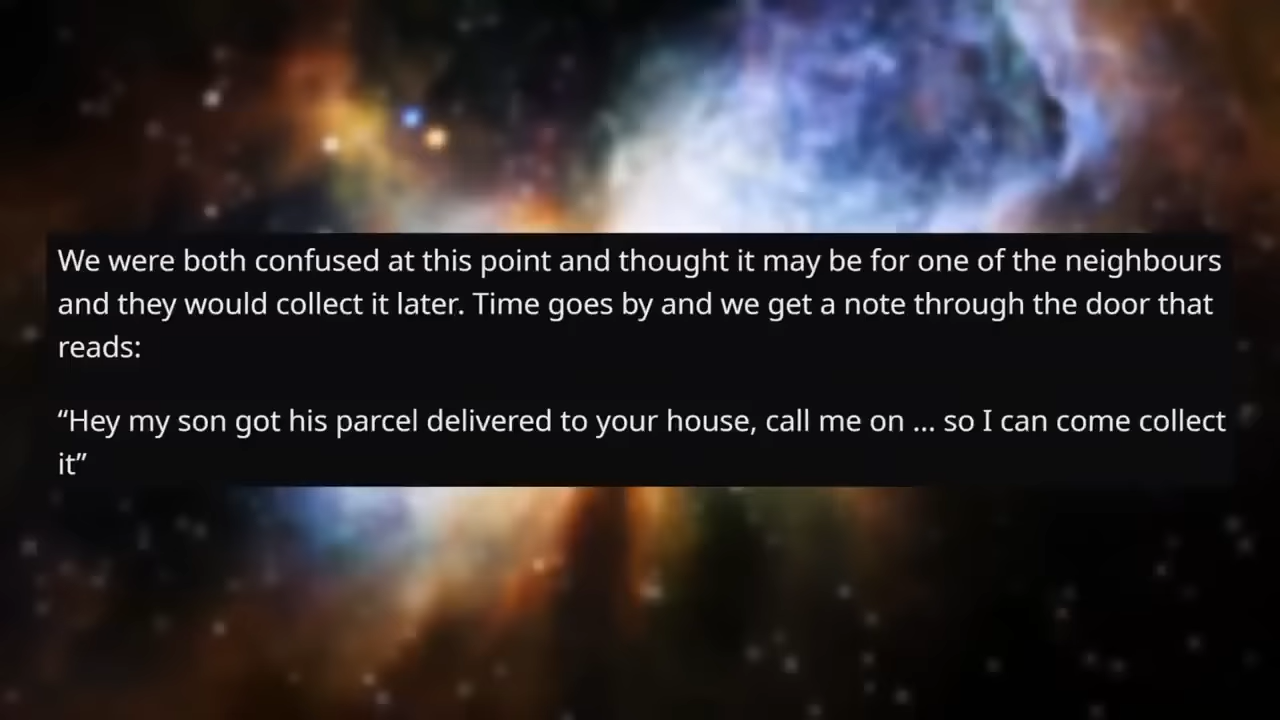 We were both confused at this point and thought it may be for one of the neighbours
and they would collect it later. Time goes by and we get a note through the door that
reads:
“Hey my son got his parcel delivered to your house, call me on ... so I can come collect
it”